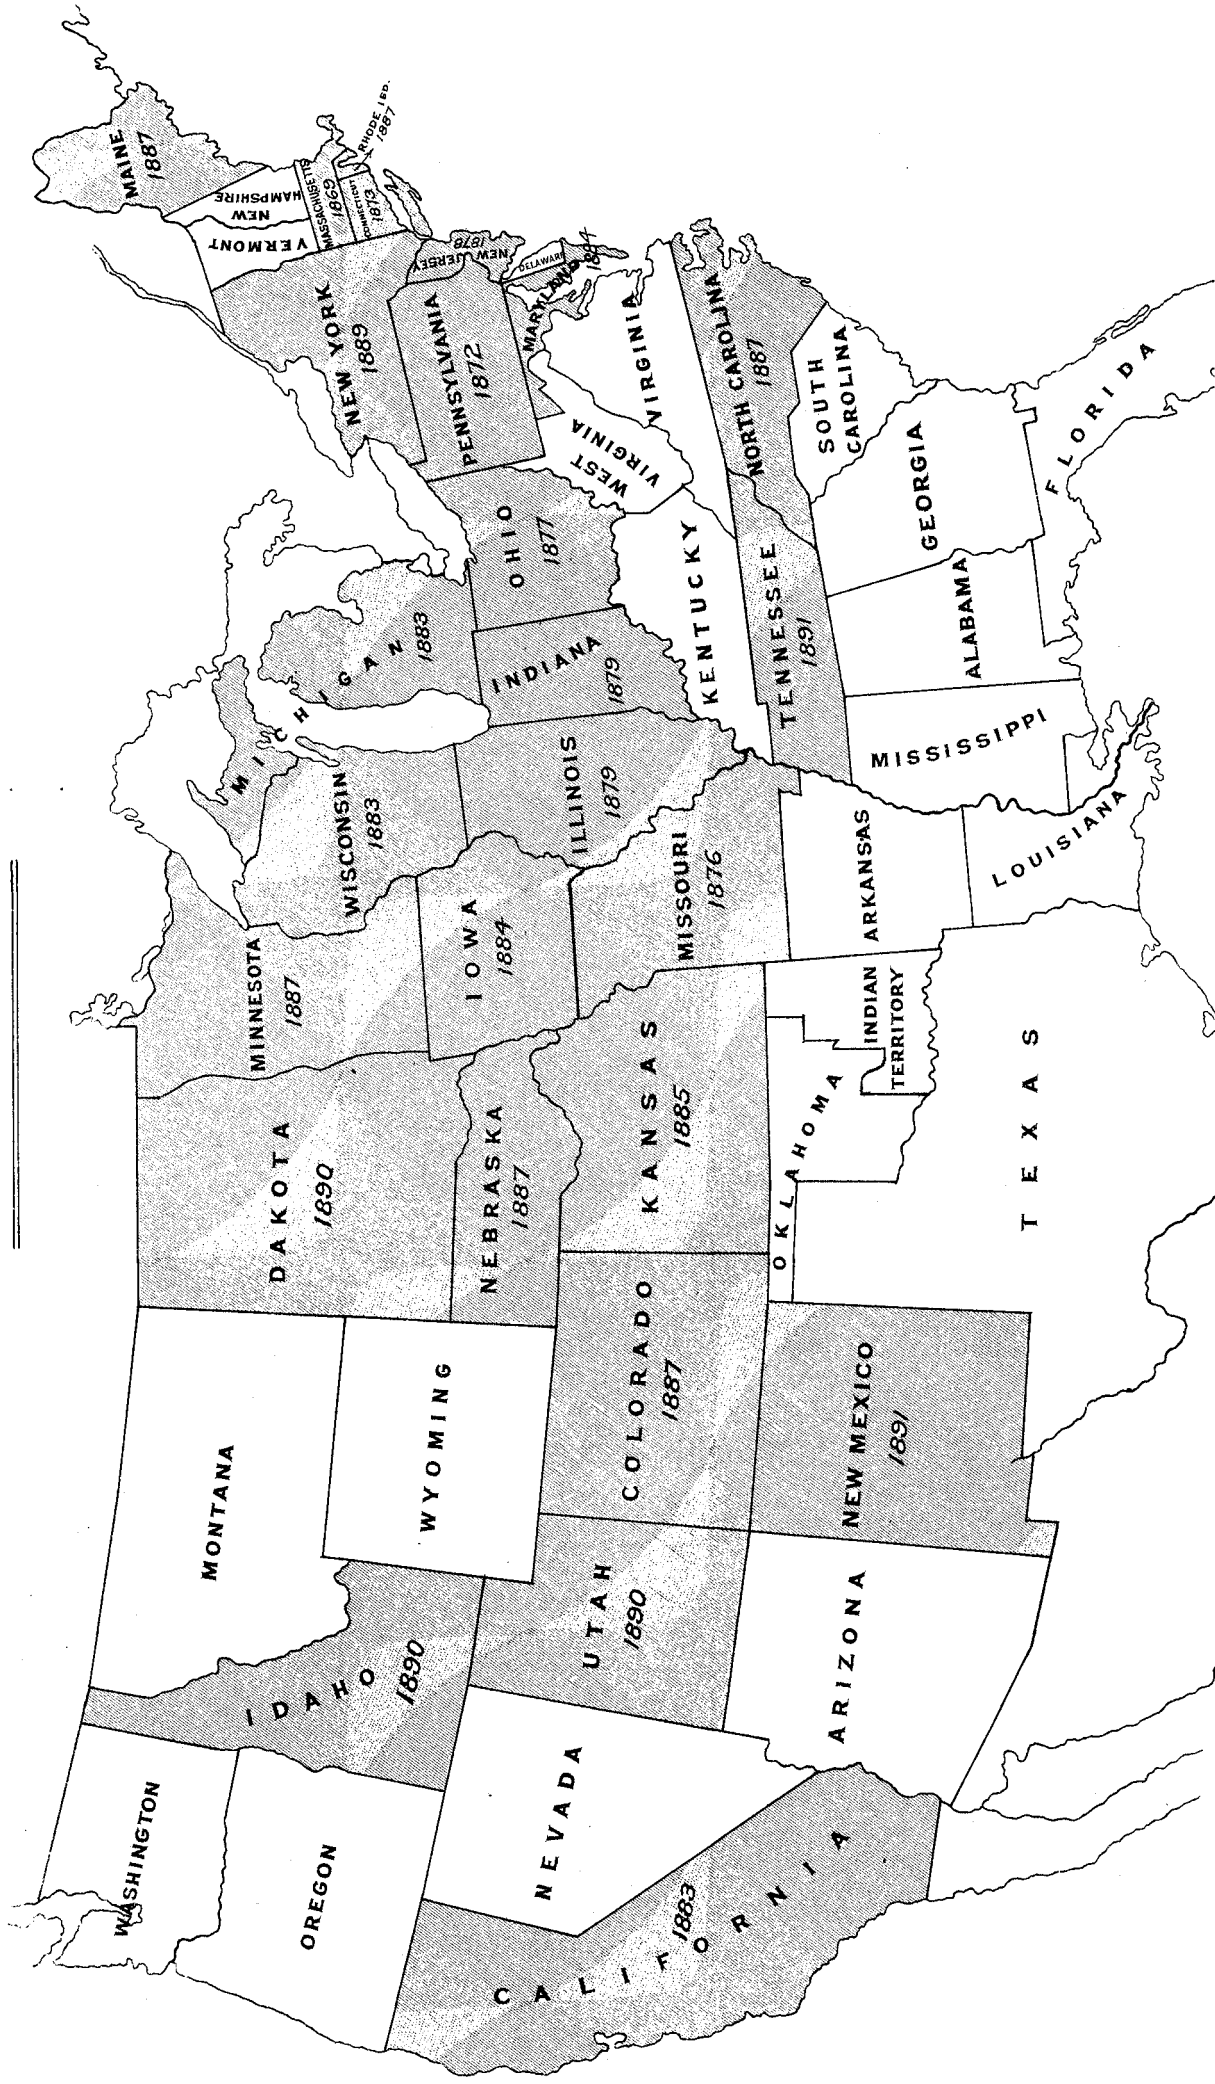 WASHINGTON
OREGON
CALIFORNIA
1883
NEVADA
IDAHO
1890
MONTANA
WYOMING
UTAH
1890
ARIZONA
COLORADO
1887
NEW MEXICO
1891
DAKOTA
1890
NEBRASKA
1887
KANSAS
1885
OKLAHOMA
INDIAN
TERRITORY
TEXAS
MINNESOTA
1887
IOWA
1884
MISSOURI
1876
ARKANSAS
LOUISIANA
WISCONSIN
1883
ILLINOIS
1879
MICHIGAN
1883
INDIANA
1879
OHIO
1877
KENTUCKY
TENNESSEE
1891
MISSISSIPPI
ALABAMA
GEORGIA
FLORIDA
SOUTH
CAROLINA
NORTH CAROLINA
1887
VIRGINIA
WEST
VIRGINIA
MARYLAND
1884
DELAWARE
PENNSYLVANIA
1872
NEW JERSEY
1878
NEW YORK
1889
CONNECTICUT
1873
RHODE ISD.
1887
MASSACHUSETTS
1869
VERMONT
NEW
HAMPSHIRE
MAINE
1887